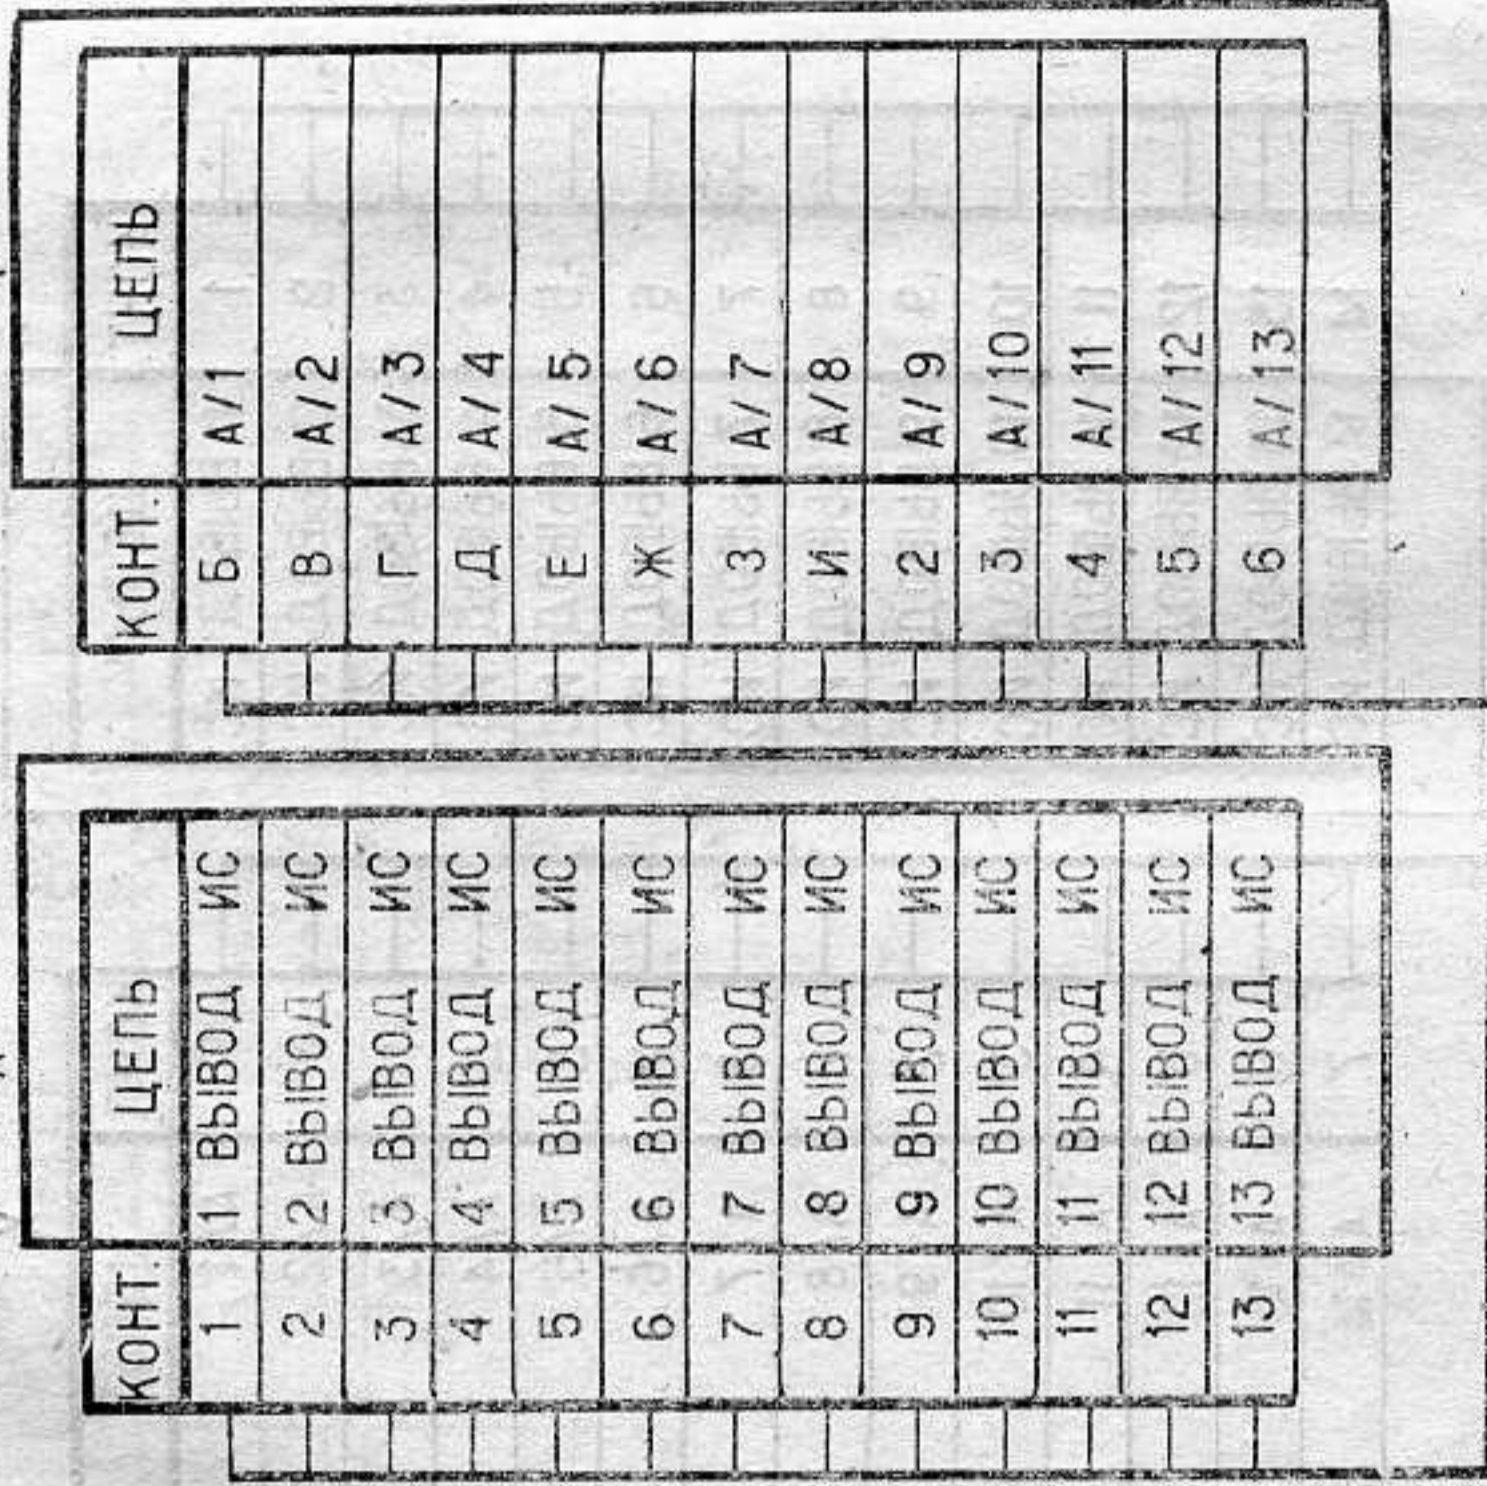 КОНТ. ЦЕПЬ
Б А/1
В А/2
Г А/3
Д А/4
Е А/5
Ж А/6
З А/7
И А/8
2 А/9
3 А/10
4 А/11
5 А/12
6 А/13
КОНТ. ЦЕПЬ
1 1 ВЫВОД ИС
2 2 ВЫВОД ИС
3 3 ВЫВОД ИС
4 4 ВЫВОД ИС
5 5 ВЫВОД ИС
6 6 ВЫВОД ИС
7 7 ВЫВОД ИС
8 8 ВЫВОД ИС
9 9 ВЫВОД ИС
10 10 ВЫВОД ИС
11 11 ВЫВОД ИС
12 12 ВЫВОД ИС
13 13 ВЫВОД ИС